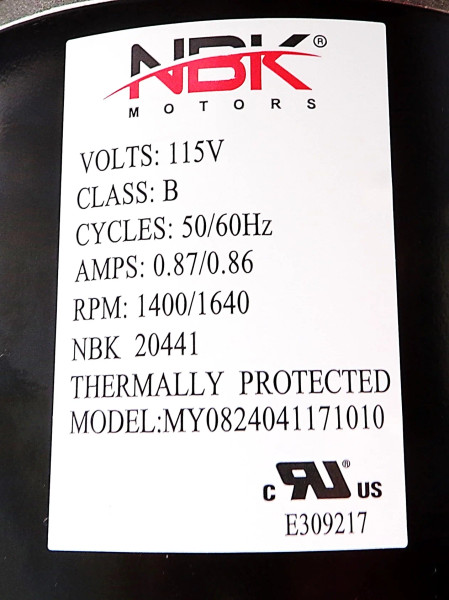 NBK®
MOTORS
VOLTS: 115V
CLASS: B
CYCLES: 50/60Hz
AMPS: 0.87/0.86
RPM: 1400/1640
NBK 20441
THERMALLY PROTECTED
MODEL:MY0824041171010
c RU® US
E309217